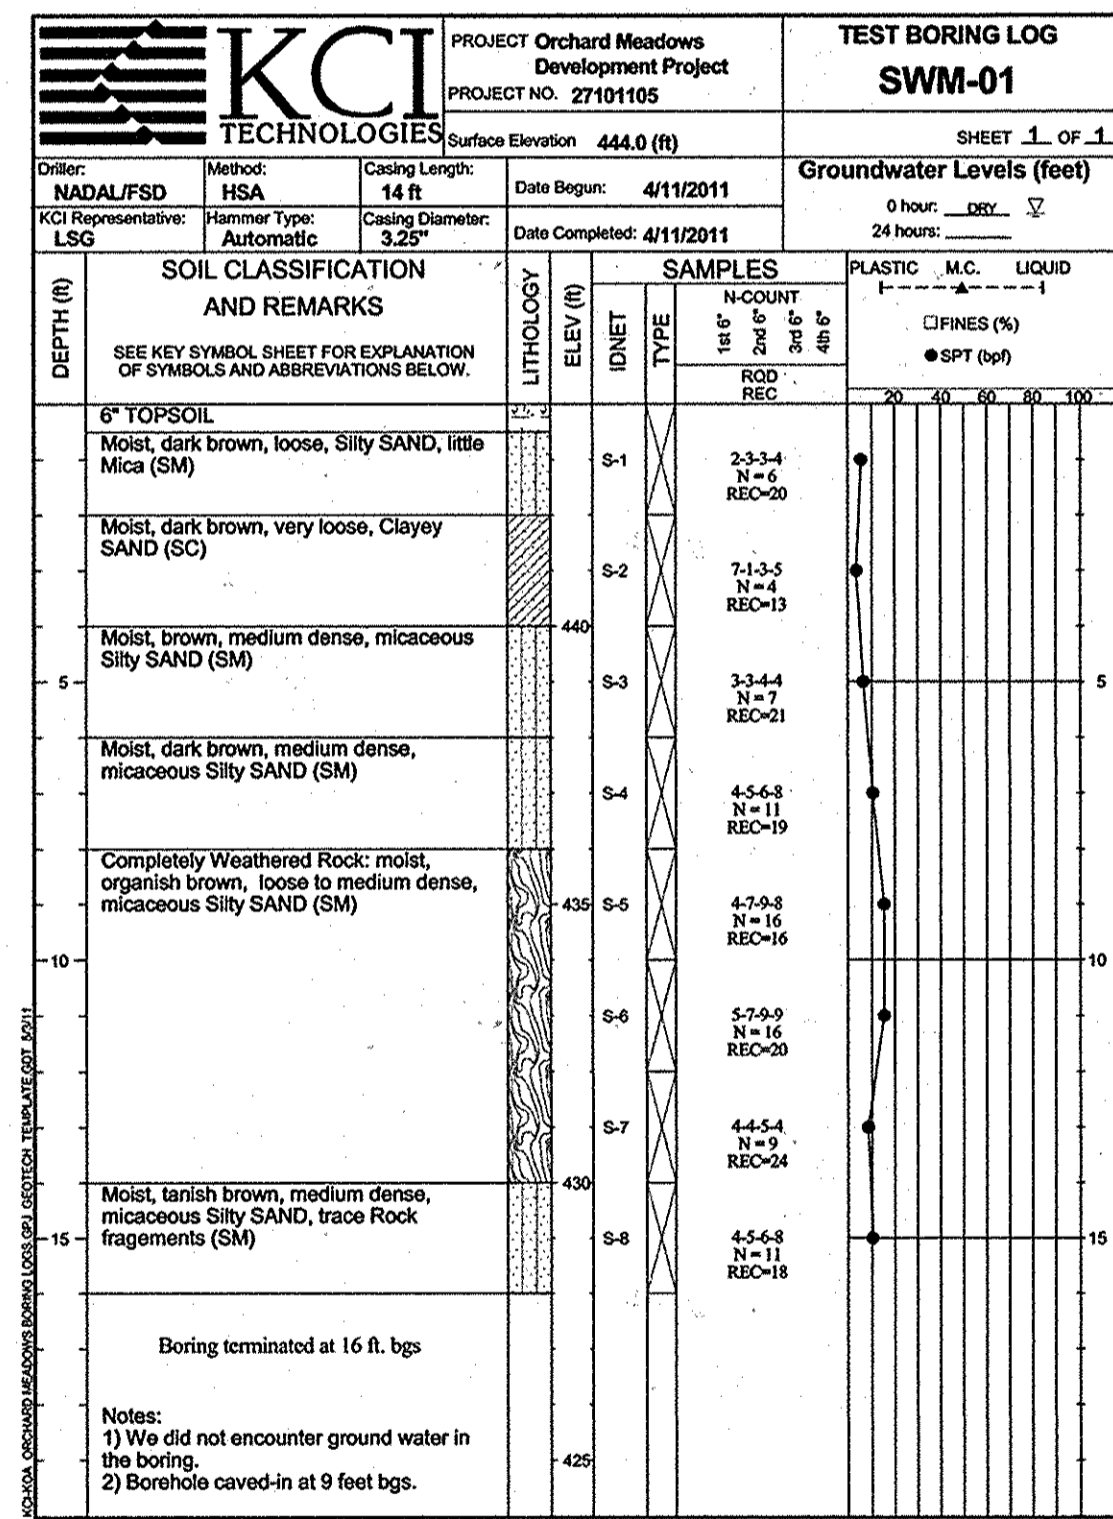 KCI
TECHNOLOGIES
PROJECT Orchard Meadows
Development Project
PROJECT NO. 27101105
Surface Elevation 444.0 (ft)
TEST BORING LOG
SWM-01
SHEET 1 OF 1
Driller:
NADAL/FSD
Method:
HSA
Casing Length:
14 ft
Date Begun: 4/11/2011
KCI Representative:
LSG
Hammer Type:
Automatic
Casing Diameter:
3.25"
Date Completed: 4/11/2011
Groundwater Levels (feet)
0 hour: DRY
24 hours:
DEPTH (ft)
SOIL CLASSIFICATION
AND REMARKS
SEE KEY SYMBOL SHEET FOR EXPLANATION
OF SYMBOLS AND ABBREVIATIONS BELOW.
LITHOLOGY
ELEV (ft)
SAMPLES
IDNET
TYPE
N-COUNT
1st 6"
2nd 6"
3rd 6"
4th 6"
RQD
REC
PLASTIC M.C. LIQUID
FINES (%)
SPT (bpf)
20 40 60 80 100
6" TOPSOIL
Moist, dark brown, loose, Silty SAND, little
Mica (SM)
S-1
2-3-3-4
N = 6
REC=20
Moist, dark brown, very loose, Clayey
SAND (SC)
S-2
7-1-3-5
N = 4
REC=13
440
Moist, brown, medium dense, micaceous
Silty SAND (SM)
5
S-3
3-3-4-4
N = 7
REC=21
5
Moist, dark brown, medium dense,
micaceous Silty SAND (SM)
S-4
4-5-6-8
N = 11
REC=19
Completely Weathered Rock: moist,
organish brown, loose to medium dense,
micaceous Silty SAND (SM)
435
S-5
4-7-9-8
N = 16
REC=16
10
10
S-6
5-7-9-9
N = 16
REC=20
S-7
4-4-5-4
N = 9
REC=24
430
Moist, tanish brown, medium dense,
micaceous Silty SAND, trace Rock
fragements (SM)
15
S-8
4-5-6-8
N = 11
REC=18
15
Boring terminated at 16 ft. bgs
Notes:
1) We did not encounter ground water in
the boring.
2) Borehole caved-in at 9 feet bgs.
425
KCI-KOA ORCHARD MEADOWS BORING LOGS.GPJ GEOTECH TEMPLATE.GDT 5/3/11